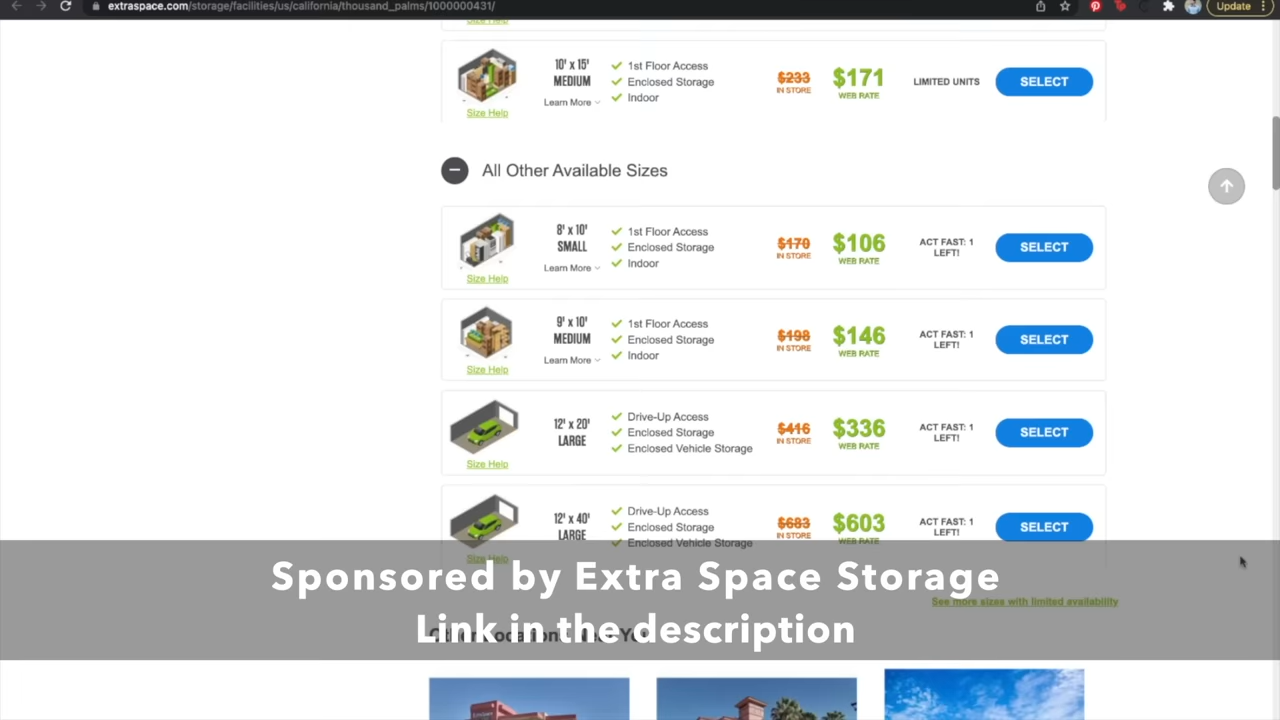 extraspace.com/storage/facilities/us/california/thousand_palms/1000000431/
Update
Size Help
10' x 15'
MEDIUM
Learn More
Size Help
1st Floor Access
Enclosed Storage
Indoor
$233
IN STORE
$171
WEB RATE
LIMITED UNITS
SELECT
All Other Available Sizes
8' x 10'
SMALL
Learn More
Size Help
1st Floor Access
Enclosed Storage
Indoor
$170
IN STORE
$106
WEB RATE
ACT FAST: 1
LEFT!
SELECT
9' x 10'
MEDIUM
Learn More
Size Help
1st Floor Access
Enclosed Storage
Indoor
$198
IN STORE
$146
WEB RATE
ACT FAST: 1
LEFT!
SELECT
12' x 20'
LARGE
Size Help
Drive-Up Access
Enclosed Storage
Enclosed Vehicle Storage
$416
IN STORE
$336
WEB RATE
ACT FAST: 1
LEFT!
SELECT
12' x 40'
LARGE
Size Help
Drive-Up Access
Enclosed Storage
Enclosed Vehicle Storage
$683
IN STORE
$603
WEB RATE
ACT FAST: 1
LEFT!
SELECT
Sponsored by Extra Space Storage
See more sizes with limited availability
Link in the description